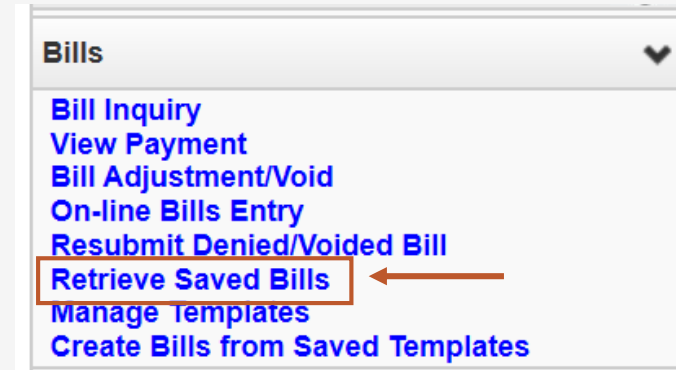 Bills
Bill Inquiry
View Payment
Bill Adjustment/Void
On-line Bills Entry
Resubmit Denied/Voided Bill
Retrieve Saved Bills
Manage Templates
Create Bills from Saved Templates